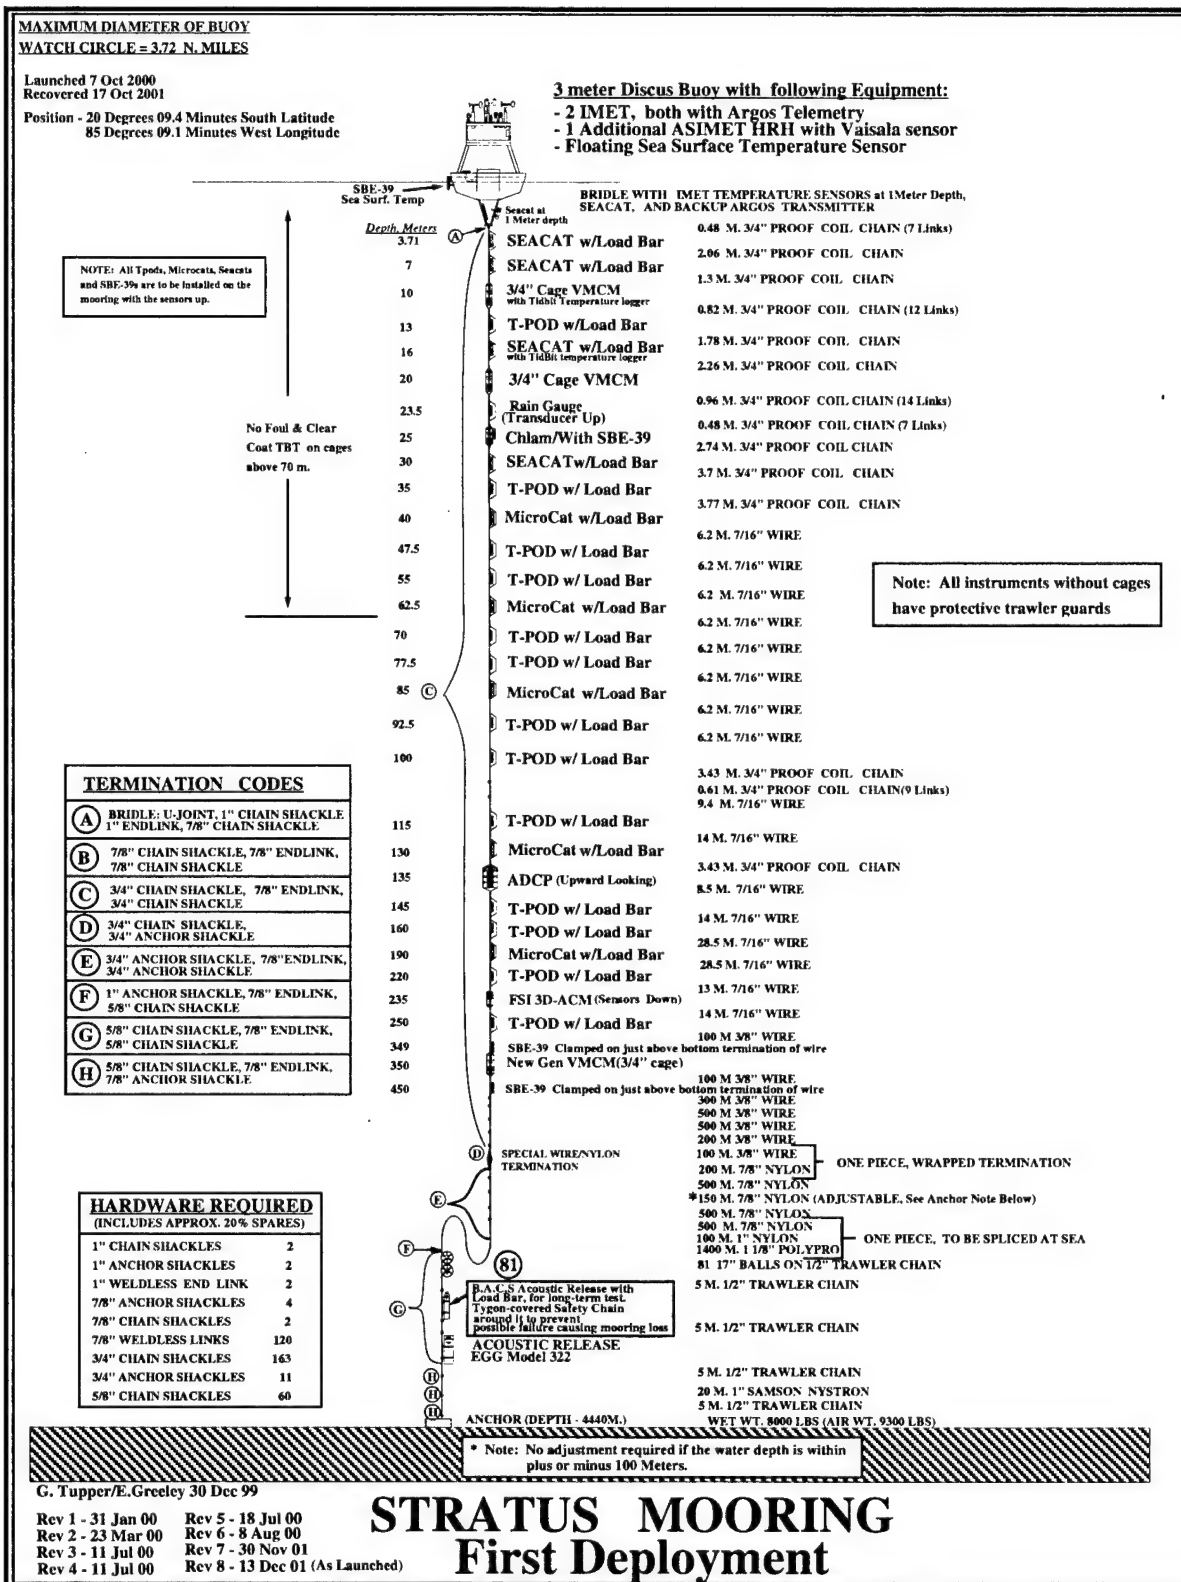 MAXIMUM DIAMETER OF BUOY
WATCH CIRCLE = 3.72 N. MILES
Launched 7 Oct 2000
Recovered 17 Oct 2001
Position - 20 Degrees 09.4 Minutes South Latitude
85 Degrees 09.1 Minutes West Longitude
3 meter Discus Buoy with following Equipment:
- 2 IMET, both with Argos Telemetry
- 1 Additional ASIMET HRH with Vaisala sensor
- Floating Sea Surface Temperature Sensor
SBE-39
Sea Surf. Temp
BRIDLE WITH IMET TEMPERATURE SENSORS at 1Meter Depth,
SEACAT, AND BACKUP ARGOS TRANSMITTER
Seacat at
1 Meter depth
Depth, Meters
A
0.48 M. 3/4" PROOF COIL CHAIN (7 Links)
3.71 SEACAT w/Load Bar
2.06 M. 3/4" PROOF COIL CHAIN
7 SEACAT w/Load Bar
1.3 M. 3/4" PROOF COIL CHAIN
10 3/4" Cage VMCM
with Tidbit Temperature logger
0.82 M. 3/4" PROOF COIL CHAIN (12 Links)
13 T-POD w/Load Bar
1.78 M. 3/4" PROOF COIL CHAIN
16 SEACAT w/Load Bar
with TidBit temperature logger
2.26 M. 3/4" PROOF COIL CHAIN
20 3/4" Cage VMCM
0.96 M. 3/4" PROOF COIL CHAIN (14 Links)
23.5 Rain Gauge
(Transducer Up)
0.48 M. 3/4" PROOF COIL CHAIN (7 Links)
25 Chlam/With SBE-39
2.74 M. 3/4" PROOF COIL CHAIN
30 SEACATw/Load Bar
3.7 M. 3/4" PROOF COIL CHAIN
35 T-POD w/ Load Bar
3.77 M. 3/4" PROOF COIL CHAIN
40 MicroCat w/Load Bar
6.2 M. 7/16" WIRE
47.5 T-POD w/ Load Bar
6.2 M. 7/16" WIRE
55 T-POD w/ Load Bar
6.2 M. 7/16" WIRE
62.5 MicroCat w/Load Bar
6.2 M. 7/16" WIRE
70 T-POD w/ Load Bar
6.2 M. 7/16" WIRE
77.5 T-POD w/ Load Bar
6.2 M. 7/16" WIRE
85 C MicroCat w/Load Bar
6.2 M. 7/16" WIRE
92.5 T-POD w/ Load Bar
6.2 M. 7/16" WIRE
100 T-POD w/ Load Bar
3.43 M. 3/4" PROOF COIL CHAIN
0.61 M. 3/4" PROOF COIL CHAIN(9 Links)
9.4 M. 7/16" WIRE
115 T-POD w/ Load Bar
14 M. 7/16" WIRE
130 MicroCat w/Load Bar
3.43 M. 3/4" PROOF COIL CHAIN
135 ADCP (Upward Looking)
8.5 M. 7/16" WIRE
145 T-POD w/ Load Bar
14 M. 7/16" WIRE
160 T-POD w/ Load Bar
28.5 M. 7/16" WIRE
190 MicroCat w/Load Bar
28.5 M. 7/16" WIRE
220 T-POD w/ Load Bar
13 M. 7/16" WIRE
235 FSI 3D-ACM (Sensors Down)
14 M. 7/16" WIRE
250 T-POD w/ Load Bar
100 M 3/8" WIRE
349 SBE-39 Clamped on just above bottom termination of wire
350 New Gen VMCM(3/4" cage)
100 M 3/8" WIRE
450 SBE-39 Clamped on just above bottom termination of wire
300 M 3/8" WIRE
500 M 3/8" WIRE
500 M 3/8" WIRE
200 M 3/8" WIRE
D SPECIAL WIRE/NYLON
TERMINATION
100 M. 3/8" WIRE
200 M. 7/8" NYLON
ONE PIECE, WRAPPED TERMINATION
500 M. 7/8" NYLON
E
*150 M. 7/8" NYLON (ADJUSTABLE, See Anchor Note Below)
500 M. 7/8" NYLON
500 M. 7/8" NYLON
100 M. 1" NYLON
1400 M. 1 1/8" POLYPRO
ONE PIECE, TO BE SPLICED AT SEA
F
81
81 17" BALLS ON 1/2" TRAWLER CHAIN
5 M. 1/2" TRAWLER CHAIN
G
B.A.C.S Acoustic Release with
Load Bar, for long-term test.
Tygon-covered Safety Chain
around it to prevent
possible failure causing mooring loss
5 M. 1/2" TRAWLER CHAIN
ACOUSTIC RELEASE
EGG Model 322
H
H
H
5 M. 1/2" TRAWLER CHAIN
20 M. 1" SAMSON NYSTRON
5 M. 1/2" TRAWLER CHAIN
ANCHOR (DEPTH - 4440M.)
WET WT. 8000 LBS (AIR WT. 9300 LBS)
* Note: No adjustment required if the water depth is within
plus or minus 100 Meters.
NOTE: All Tpods, Microcats, Seacats
and SBE-39s are to be installed on the
mooring with the sensors up.
No Foul & Clear
Coat TBT on cages
above 70 m.
Note: All instruments without cages
have protective trawler guards
TERMINATION CODES
A BRIDLE: U-JOINT, 1" CHAIN SHACKLE
1" ENDLINK, 7/8" CHAIN SHACKLE
B 7/8" CHAIN SHACKLE, 7/8" ENDLINK,
7/8" CHAIN SHACKLE
C 3/4" CHAIN SHACKLE, 7/8" ENDLINK,
3/4" CHAIN SHACKLE
D 3/4" CHAIN SHACKLE,
3/4" ANCHOR SHACKLE
E 3/4" ANCHOR SHACKLE, 7/8"ENDLINK,
3/4" ANCHOR SHACKLE
F 1" ANCHOR SHACKLE, 7/8" ENDLINK,
5/8" CHAIN SHACKLE
G 5/8" CHAIN SHACKLE, 7/8" ENDLINK,
5/8" CHAIN SHACKLE
H 5/8" CHAIN SHACKLE, 7/8" ENDLINK,
7/8" ANCHOR SHACKLE
HARDWARE REQUIRED
(INCLUDES APPROX. 20% SPARES)
1" CHAIN SHACKLES 2
1" ANCHOR SHACKLES 2
1" WELDLESS END LINK 2
7/8" ANCHOR SHACKLES 4
7/8" CHAIN SHACKLES 2
7/8" WELDLESS LINKS 120
3/4" CHAIN SHACKLES 163
3/4" ANCHOR SHACKLES 11
5/8" CHAIN SHACKLES 60
G. Tupper/E.Greeley 30 Dec 99
Rev 1 - 31 Jan 00 Rev 5 - 18 Jul 00
Rev 2 - 23 Mar 00 Rev 6 - 8 Aug 00
Rev 3 - 11 Jul 00 Rev 7 - 30 Nov 01
Rev 4 - 11 Jul 00 Rev 8 - 13 Dec 01 (As Launched)
STRATUS MOORING
First Deployment